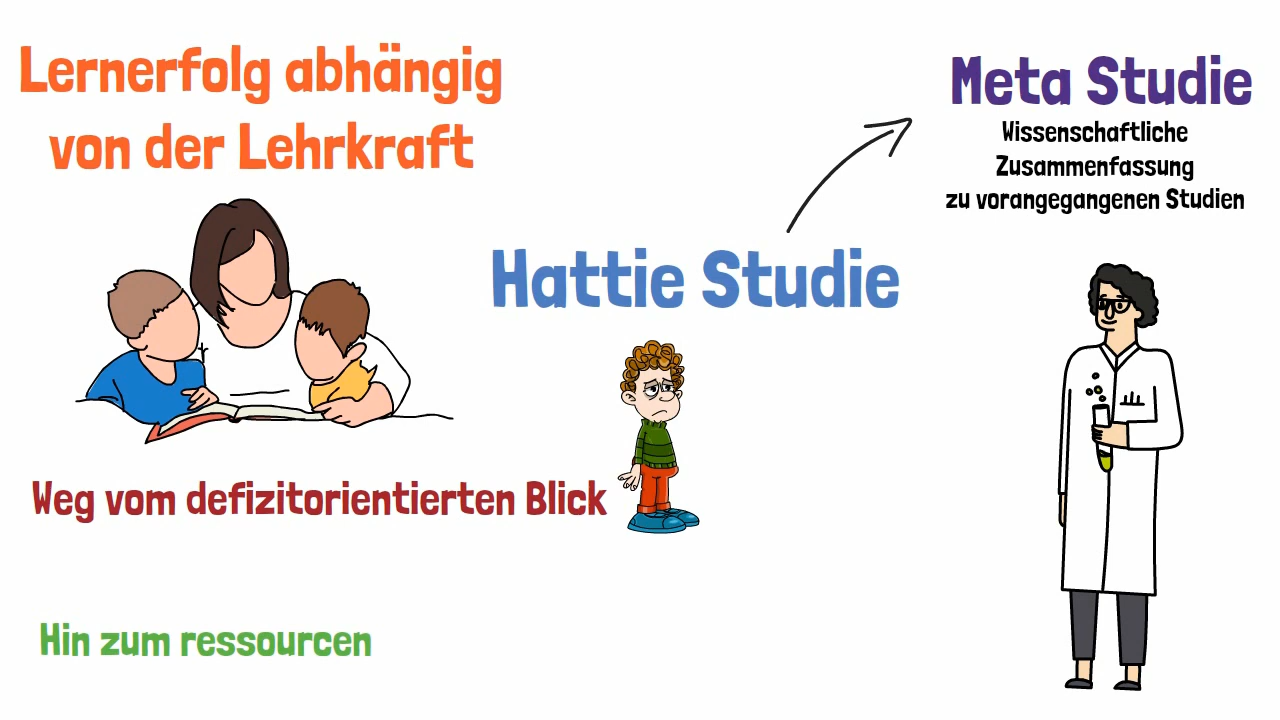 Lernerfolg abhängig
von der Lehrkraft
Meta Studie
Wissenschaftliche
Zusammenfassung
zu vorangegangenen Studien
Hattie Studie
Weg vom defizitorientierten Blick
Hin zum ressourcen